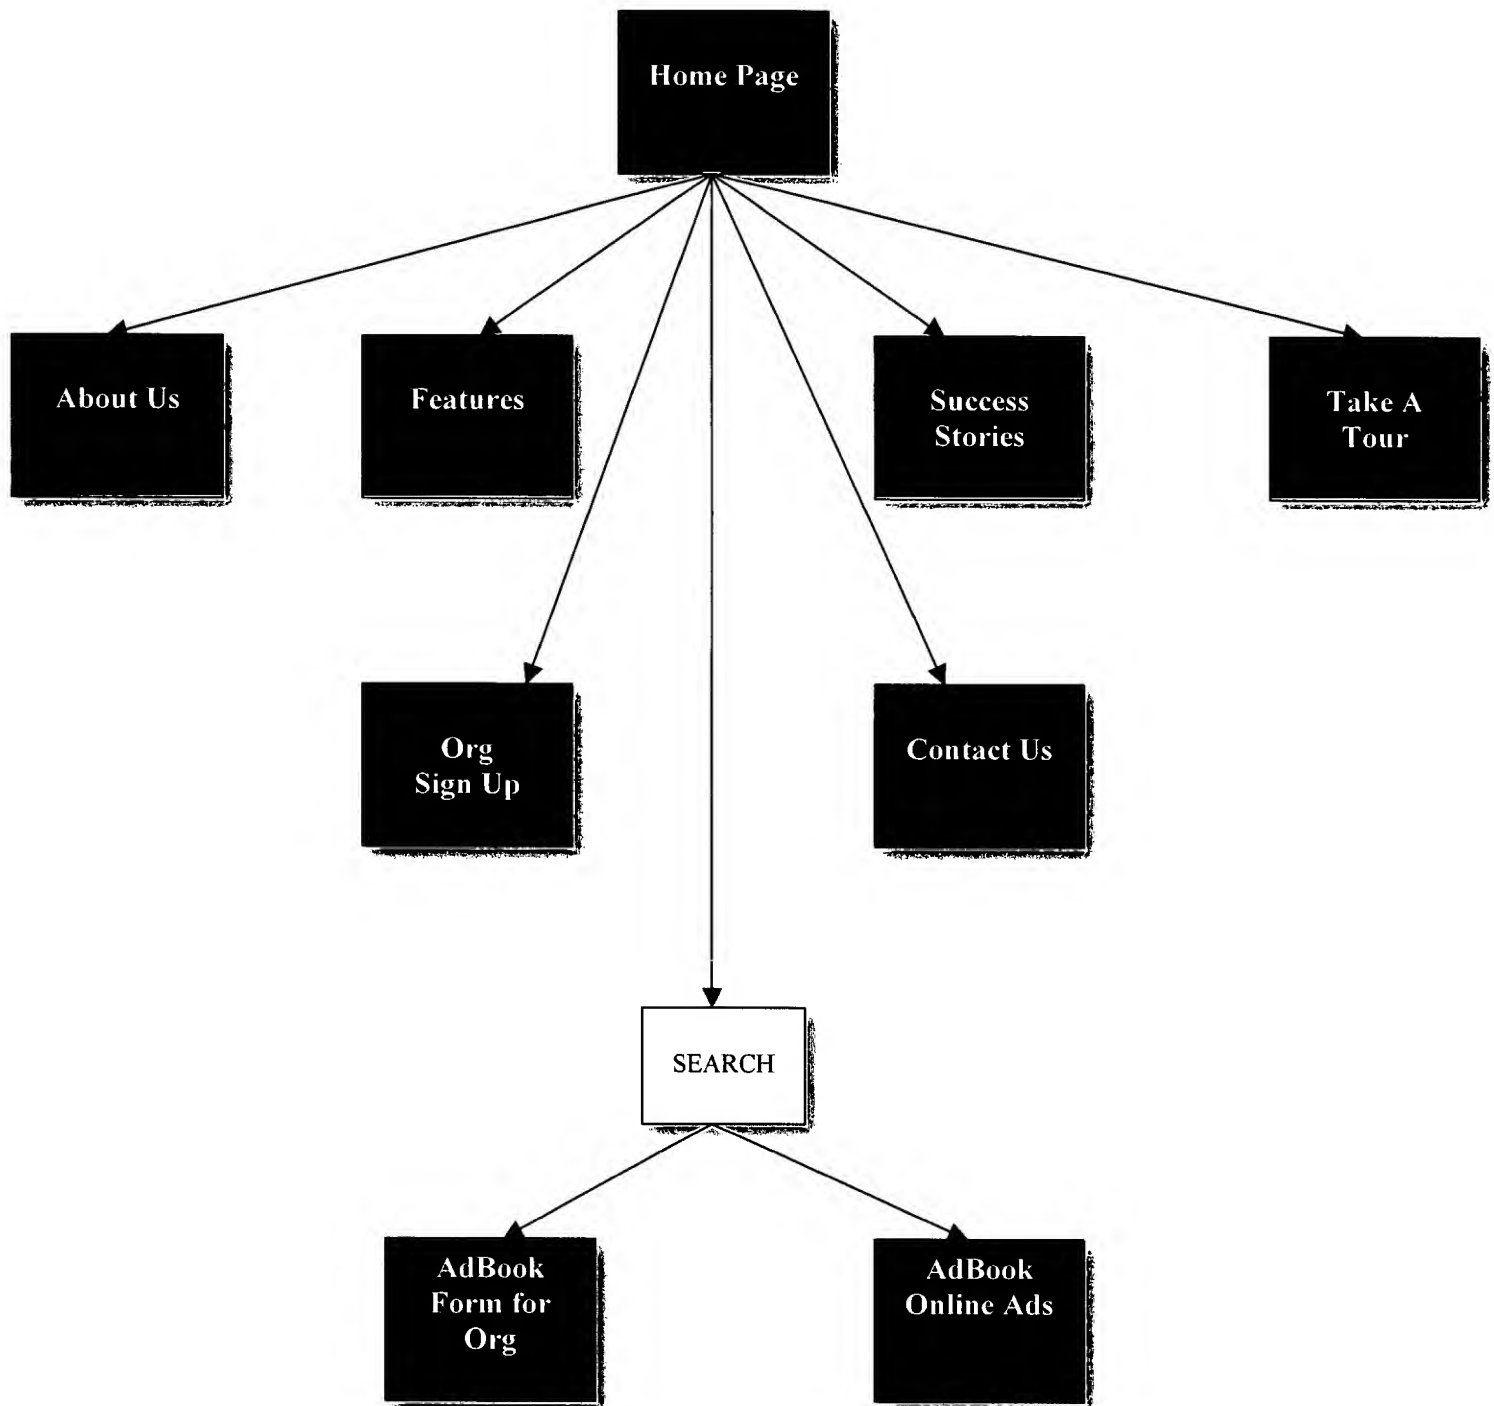 Home Page
About Us
Features
Success
Stories
Take A
Tour
Org
Sign Up
Contact Us
SEARCH
AdBook
Form for
Org
AdBook
Online Ads